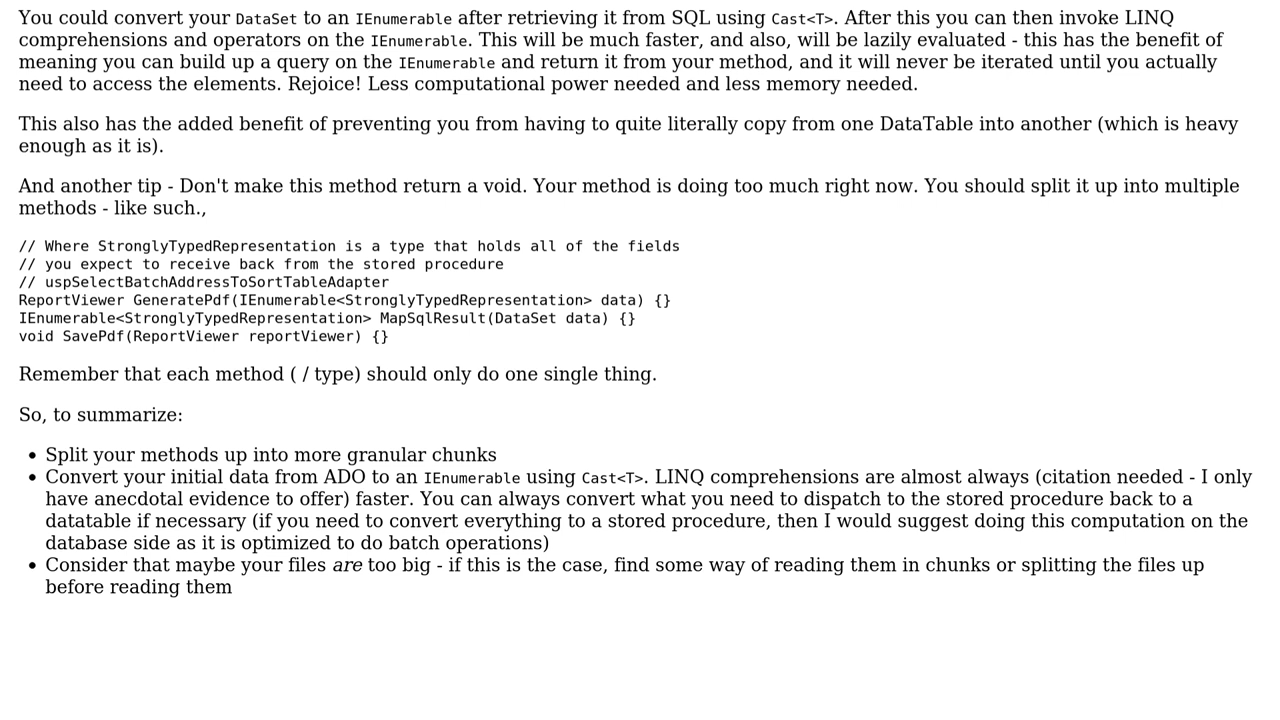 You could convert your DataSet to an IEnumerable after retrieving it from SQL using Cast<T>. After this you can then invoke LINQ
comprehensions and operators on the IEnumerable. This will be much faster, and also, will be lazily evaluated - this has the benefit of
meaning you can build up a query on the IEnumerable and return it from your method, and it will never be iterated until you actually
need to access the elements. Rejoice! Less computational power needed and less memory needed.
This also has the added benefit of preventing you from having to quite literally copy from one DataTable into another (which is heavy
enough as it is).
And another tip - Don't make this method return a void. Your method is doing too much right now. You should split it up into multiple
methods - like such.,
// Where StronglyTypedRepresentation is a type that holds all of the fields
// you expect to receive back from the stored procedure
// uspSelectBatchAddressToSortTableAdapter
ReportViewer GeneratePdf(IEnumerable<StronglyTypedRepresentation> data) {}
IEnumerable<StronglyTypedRepresentation> MapSqlResult(DataSet data) {}
void SavePdf(ReportViewer reportViewer) {}
Remember that each method ( / type) should only do one single thing.
So, to summarize:
• Split your methods up into more granular chunks
• Convert your initial data from ADO to an IEnumerable using Cast<T>. LINQ comprehensions are almost always (citation needed - I only
have anecdotal evidence to offer) faster. You can always convert what you need to dispatch to the stored procedure back to a
datatable if necessary (if you need to convert everything to a stored procedure, then I would suggest doing this computation on the
database side as it is optimized to do batch operations)
• Consider that maybe your files are too big - if this is the case, find some way of reading them in chunks or splitting the files up
before reading them